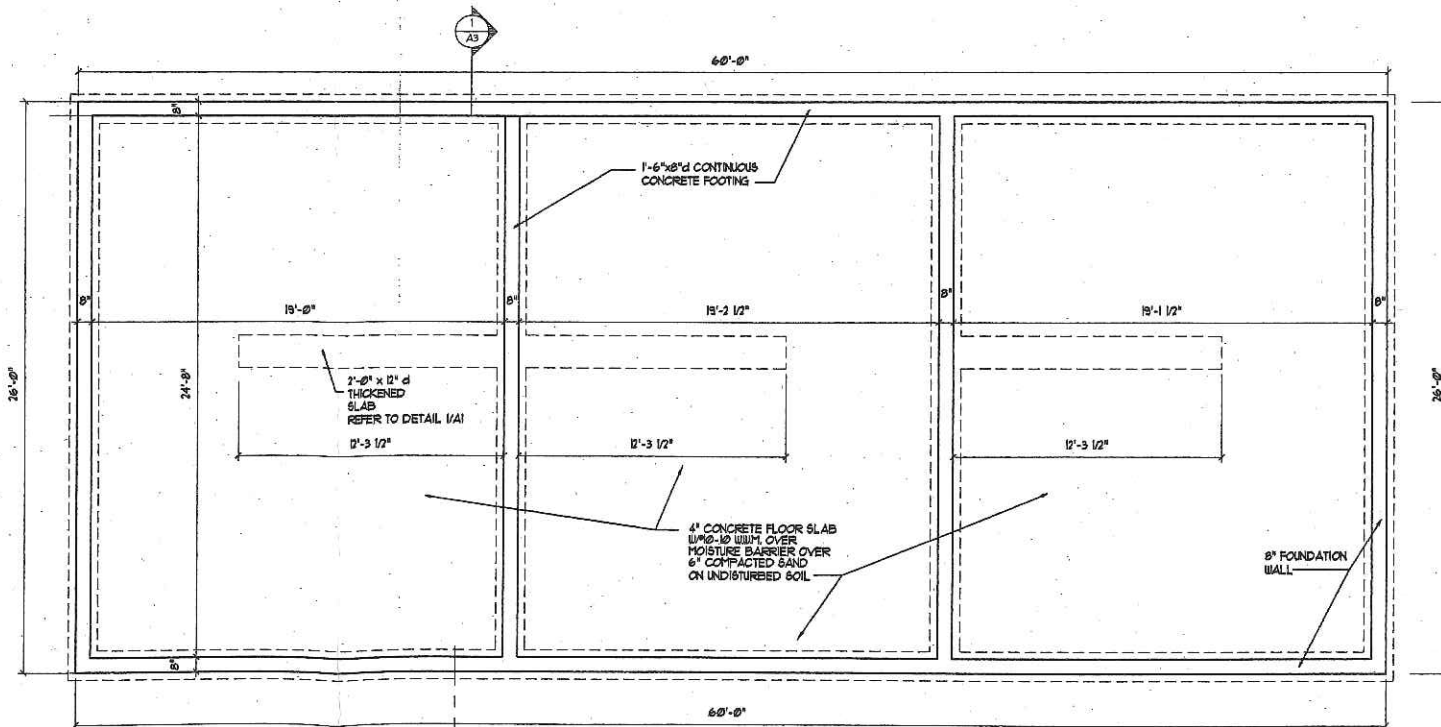 1
A3
60'-0"
8"
1'-6"x8"d CONTINUOUS
CONCRETE FOOTING
8"
19'-0"
8"
19'-2 1/2"
8"
19'-1 1/2"
8"
26'-0"
24'-8"
26'-0"
2'-0" x 12" d
THICKENED
SLAB
REFER TO DETAIL 1/A1
12'-3 1/2"
12'-3 1/2"
12'-3 1/2"
4" CONCRETE FLOOR SLAB
OVER
MOISTURE BARRIER OVER
6" COMPACTED SAND
ON UNDISTURBED SOIL
8" FOUNDATION
WALL
8"
60'-0"